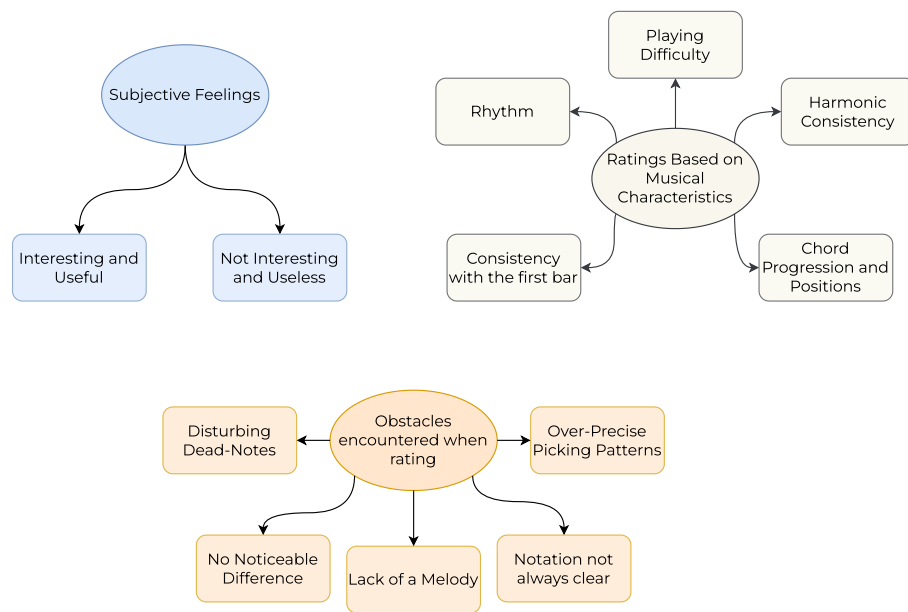 Subjective Feelings
Interesting and
Useful
Not Interesting
and Useless
Playing
Difficulty
Rhythm
Harmonic
Consistency
Ratings Based on
Musical
Characteristics
Consistency
with the first bar
Chord
Progression and
Positions
Obstacles
encountered when
rating
Disturbing
Dead-Notes
Over-Precise
Picking Patterns
No Noticeable
Difference
Lack of a Melody
Notation not
always clear